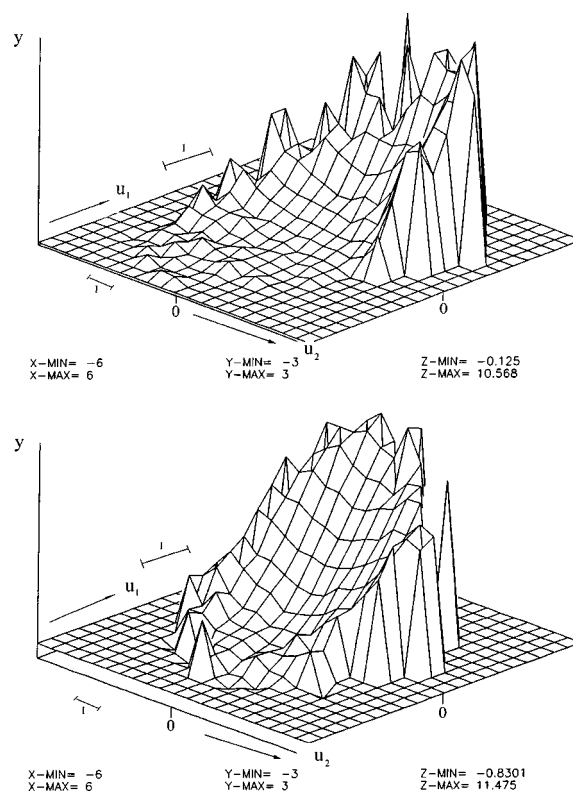 y
1
u1
1
0
0
u2
X-MIN= -6 Y-MIN= -3 Z-MIN= -0.125
X-MAX= 6 Y-MAX= 3 Z-MAX= 10.568
y
1
u1
1
0
0
u2
X-MIN= -6 Y-MIN= -3 Z-MIN= -0.8301
X-MAX= 6 Y-MAX= 3 Z-MAX= 11.475